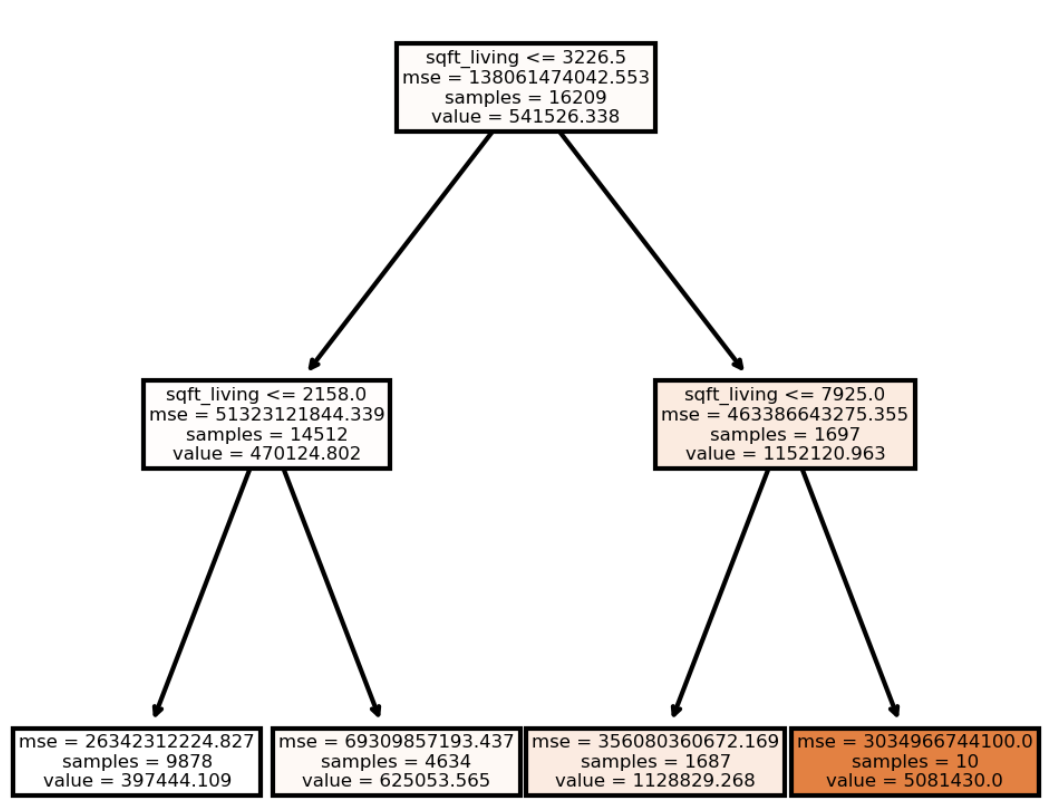 sqft_living <= 3226.5
mse = 138061474042.553
samples = 16209
value = 541526.338
sqft_living <= 2158.0
mse = 51323121844.339
samples = 14512
value = 470124.802
sqft_living <= 7925.0
mse = 463386643275.355
samples = 1697
value = 1152120.963
mse = 26342312224.827
samples = 9878
value = 397444.109
mse = 69309857193.437
samples = 4634
value = 625053.565
mse = 356080360672.169
samples = 1687
value = 1128829.268
mse = 3034966744100.0
samples = 10
value = 5081430.0